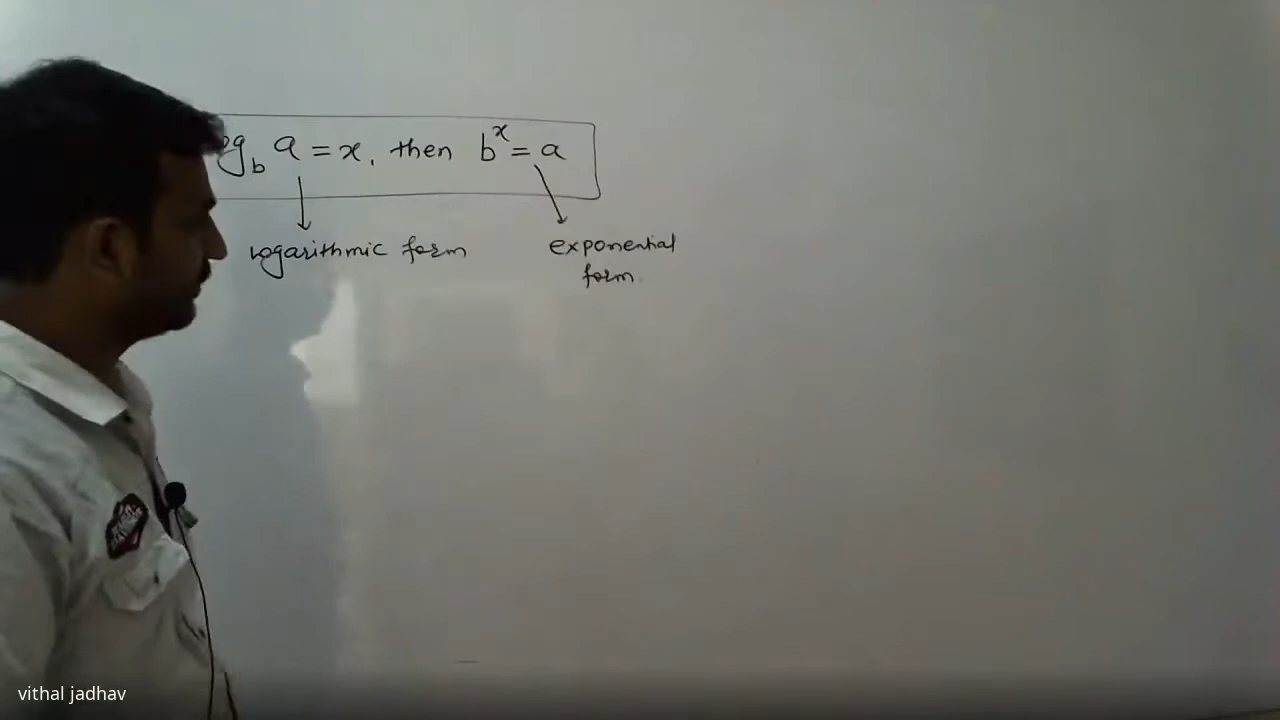 og_b a = x, then b^x = a
logarithmic form
exponential
form
vithal jadhav